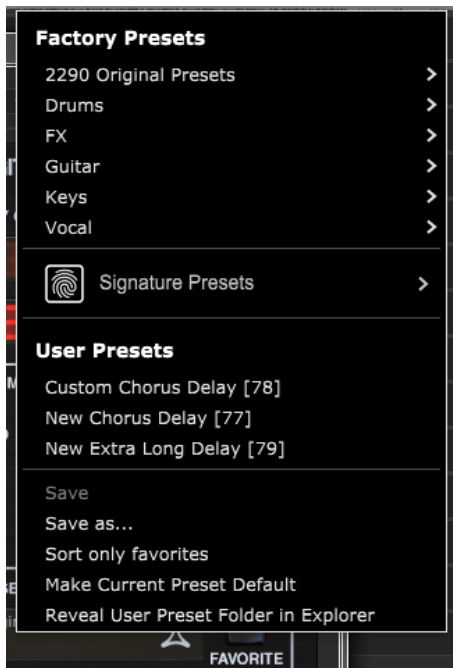 Factory Presets
2290 Original Presets
Drums
FX
Guitar
Keys
Vocal
Signature Presets
User Presets
Custom Chorus Delay [78]
New Chorus Delay [77]
New Extra Long Delay [79]
Save
Save as...
Sort only favorites
Make Current Preset Default
Reveal User Preset Folder in Explorer
FAVORITE